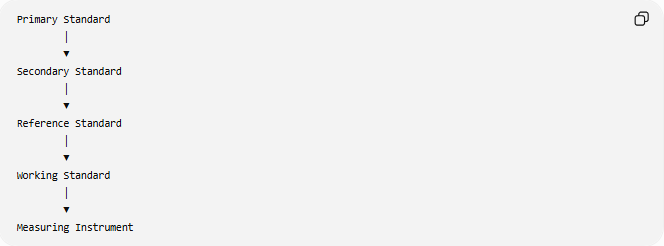 Primary Standard
│
▼
Secondary Standard
│
▼
Reference Standard
│
▼
Working Standard
│
▼
Measuring Instrument